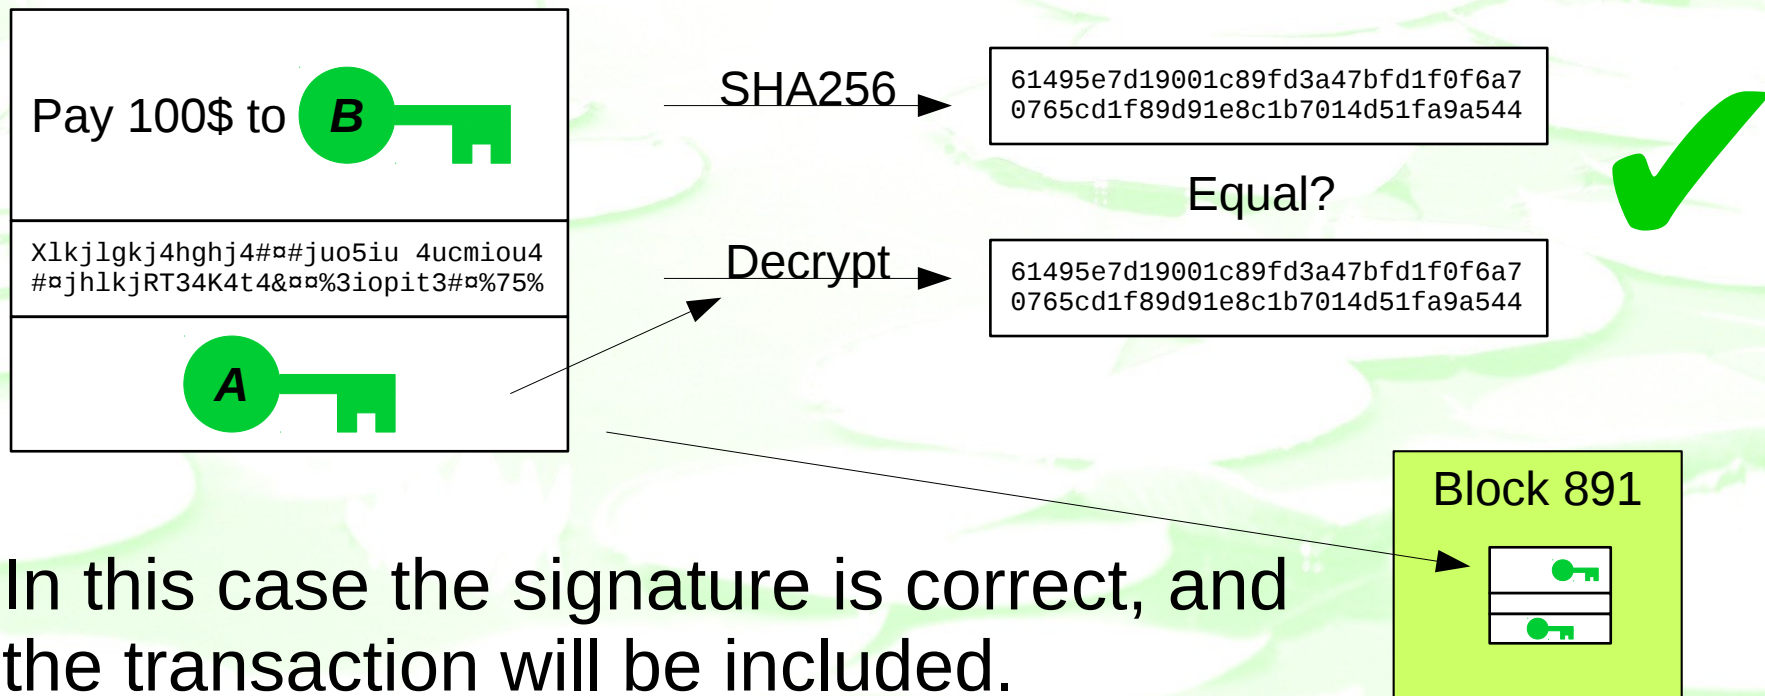 Pay 100$ to B
Xlkjlgkj4hghj4#¤#juo5iu 4ucmiou4
#¤jhlkjRT34K4t4&¤¤%3iopit3#¤%75%
A
SHA256
61495e7d19001c89fd3a47bfd1f0f6a7
0765cd1f89d91e8c1b7014d51fa9a544
Equal?
Decrypt
61495e7d19001c89fd3a47bfd1f0f6a7
0765cd1f89d91e8c1b7014d51fa9a544
Block 891
In this case the signature is correct, and
the transaction will be included.